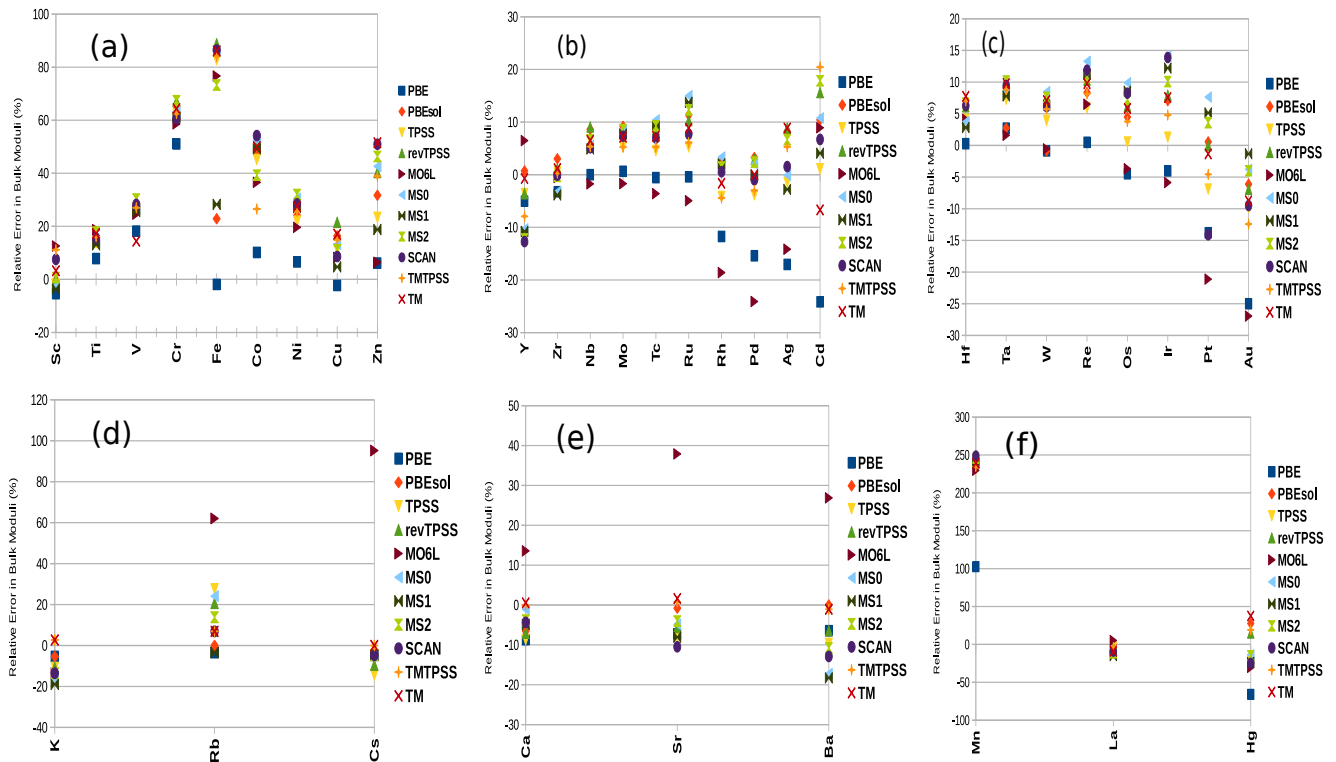 (a)
Relative Error in Bulk Moduli (%)
100
80
60
40
20
0
-20
Sc Ti V Cr Fe Co Ni Cu Zn
PBE
PBEsol
TPSS
revTPSS
MO6L
MS0
MS1
MS2
SCAN
TMTPSS
TM
(b)
Relative Error in Bulk Moduli (%)
30
20
10
0
-10
-20
-30
Y Zr Nb Mo Tc Ru Rh Pd Ag Cd
PBE
PBEsol
TPSS
revTPSS
MO6L
MS0
MS1
MS2
SCAN
TMTPSS
TM
(c)
Relative Error in Bulk Moduli (%)
20
15
10
5
0
-5
-10
-15
-20
-25
-30
Hf Ta W Re Os Ir Pt Au
PBE
PBEsol
TPSS
revTPSS
MO6L
MS0
MS1
MS2
SCAN
TMTPSS
TM
(d)
Relative Error in Bulk Moduli (%)
120
100
80
60
40
20
0
-20
-40
K Rb Cs
PBE
PBEsol
TPSS
revTPSS
MO6L
MS0
MS1
MS2
SCAN
TMTPSS
TM
(e)
Relative Error in Bulk Moduli (%)
50
40
30
20
10
0
-10
-20
-30
Ca Sr Ba
PBE
PBEsol
TPSS
revTPSS
MO6L
MS0
MS1
MS2
SCAN
TMTPSS
TM
(f)
Relative Error in Bulk Moduli (%)
300
250
200
150
100
50
0
-50
-100
Mn La Hg
PBE
PBEsol
TPSS
revTPSS
MO6L
MS0
MS1
MS2
SCAN
TMTPSS
TM